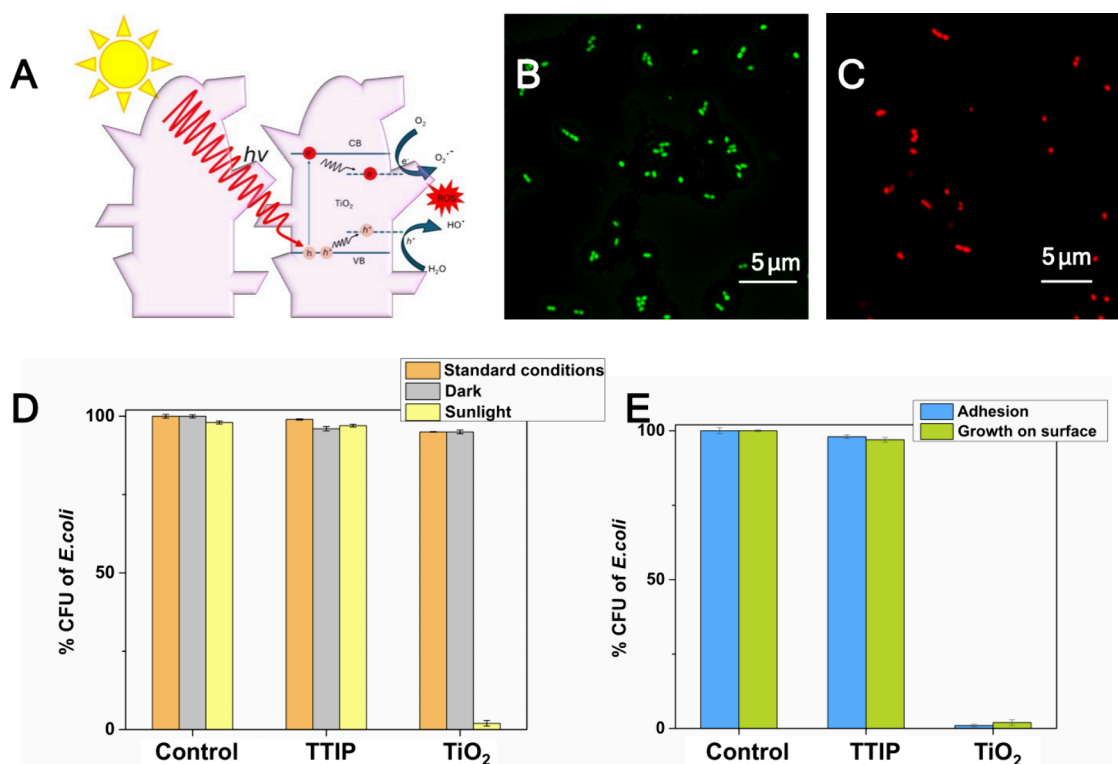 A
hv
CB
e
e
e⁻
O₂
O₂·⁻
ROS
TiO₂
HO·
h⁺
h
h⁺
h⁺
VB
H₂O
B
5 µm
C
5 µm
D
Standard conditions
Dark
Sunlight
100
50
0
% CFU of E.coli
Control
TTIP
TiO₂
E
Adhesion
Growth on surface
100
50
0
% CFU of E.coli
Control
TTIP
TiO₂